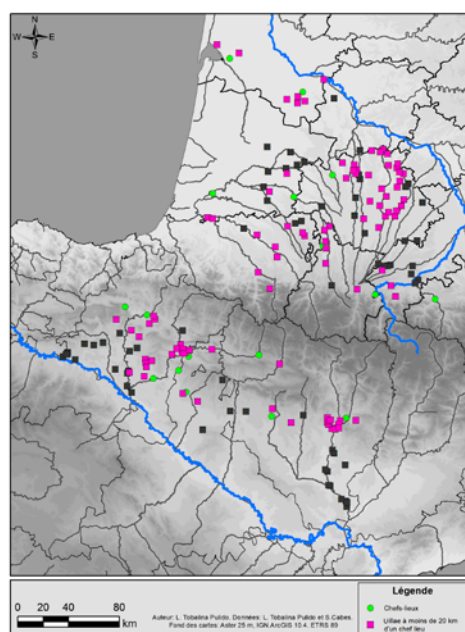 N
W E
S
Légende
Chefs-lieux
Uillae à moins de 20 km
d'un chef lieu
0 20 40 80
km
Auteur: L. Tobalina Pulido. Données: L. Tobalina Pulido et S.Cabes.
Fond des cartes: Aster 25 m, IGN.ArcGIS 10.4. ETRS 89